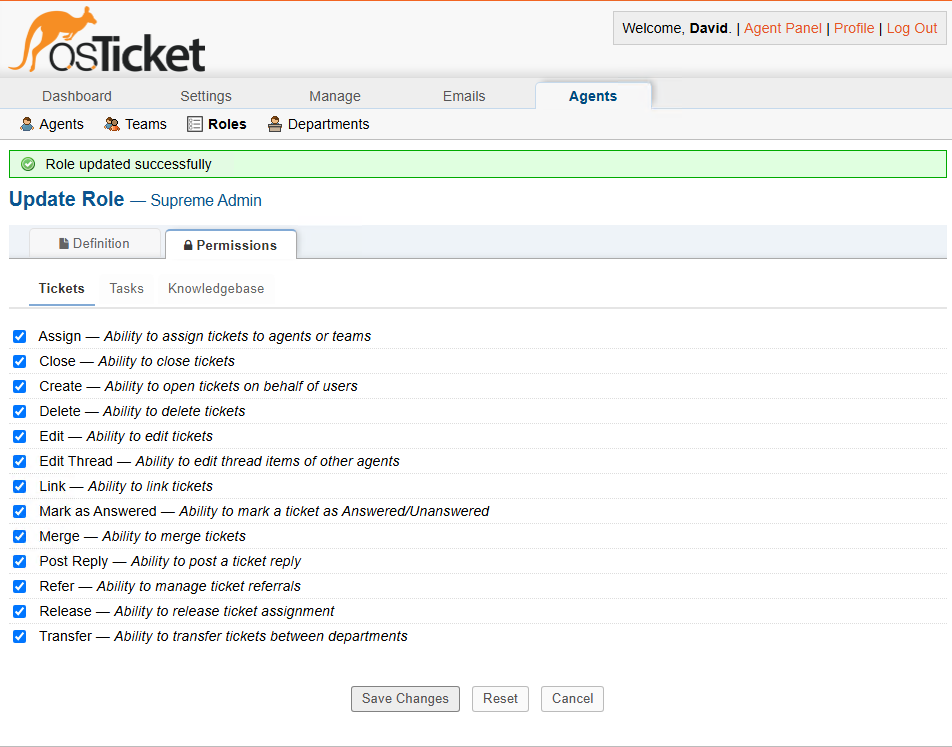 osTicket
Welcome, David. | Agent Panel | Profile | Log Out
Dashboard Settings Manage Emails Agents
Agents Teams Roles Departments
Role updated successfully
Update Role — Supreme Admin
Definition Permissions
Tickets Tasks Knowledgebase
Assign — Ability to assign tickets to agents or teams
Close — Ability to close tickets
Create — Ability to open tickets on behalf of users
Delete — Ability to delete tickets
Edit — Ability to edit tickets
Edit Thread — Ability to edit thread items of other agents
Link — Ability to link tickets
Mark as Answered — Ability to mark a ticket as Answered/Unanswered
Merge — Ability to merge tickets
Post Reply — Ability to post a ticket reply
Refer — Ability to manage ticket referrals
Release — Ability to release ticket assignment
Transfer — Ability to transfer tickets between departments
Save Changes Reset Cancel